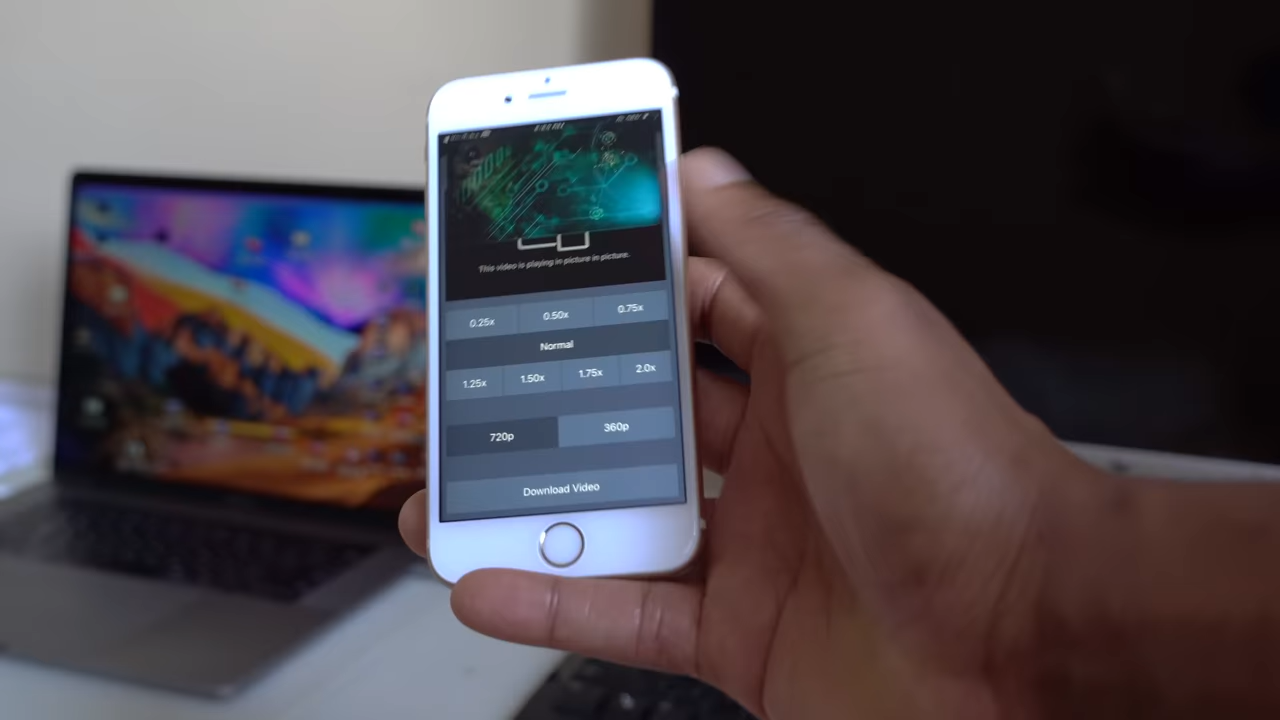 This video is playing in picture in picture.
0.25x 0.50x 0.75x
Normal
1.25x 1.50x 1.75x 2.0x
720p 360p
Download Video